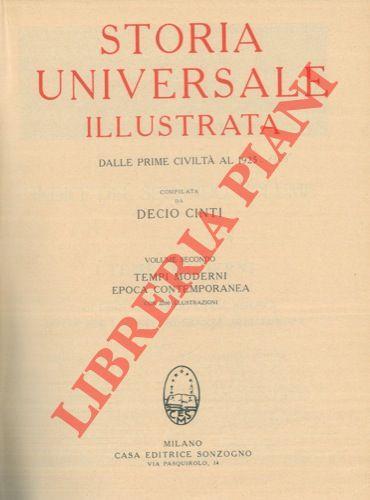 STORIA
UNIVERSALE
ILLUSTRATA
DALLE PRIME CIVILTÀ AL 1925
COMPILATA
DA
DECIO CINTI
VOLUME SECONDO
TEMPI MODERNI
EPOCA CONTEMPORANEA
ILLUSTRAZIONI
CES
MILANO
CASA EDITRICE SONZOGNO
VIA PASQUIROLO, 14
LIBRERIA PIANI